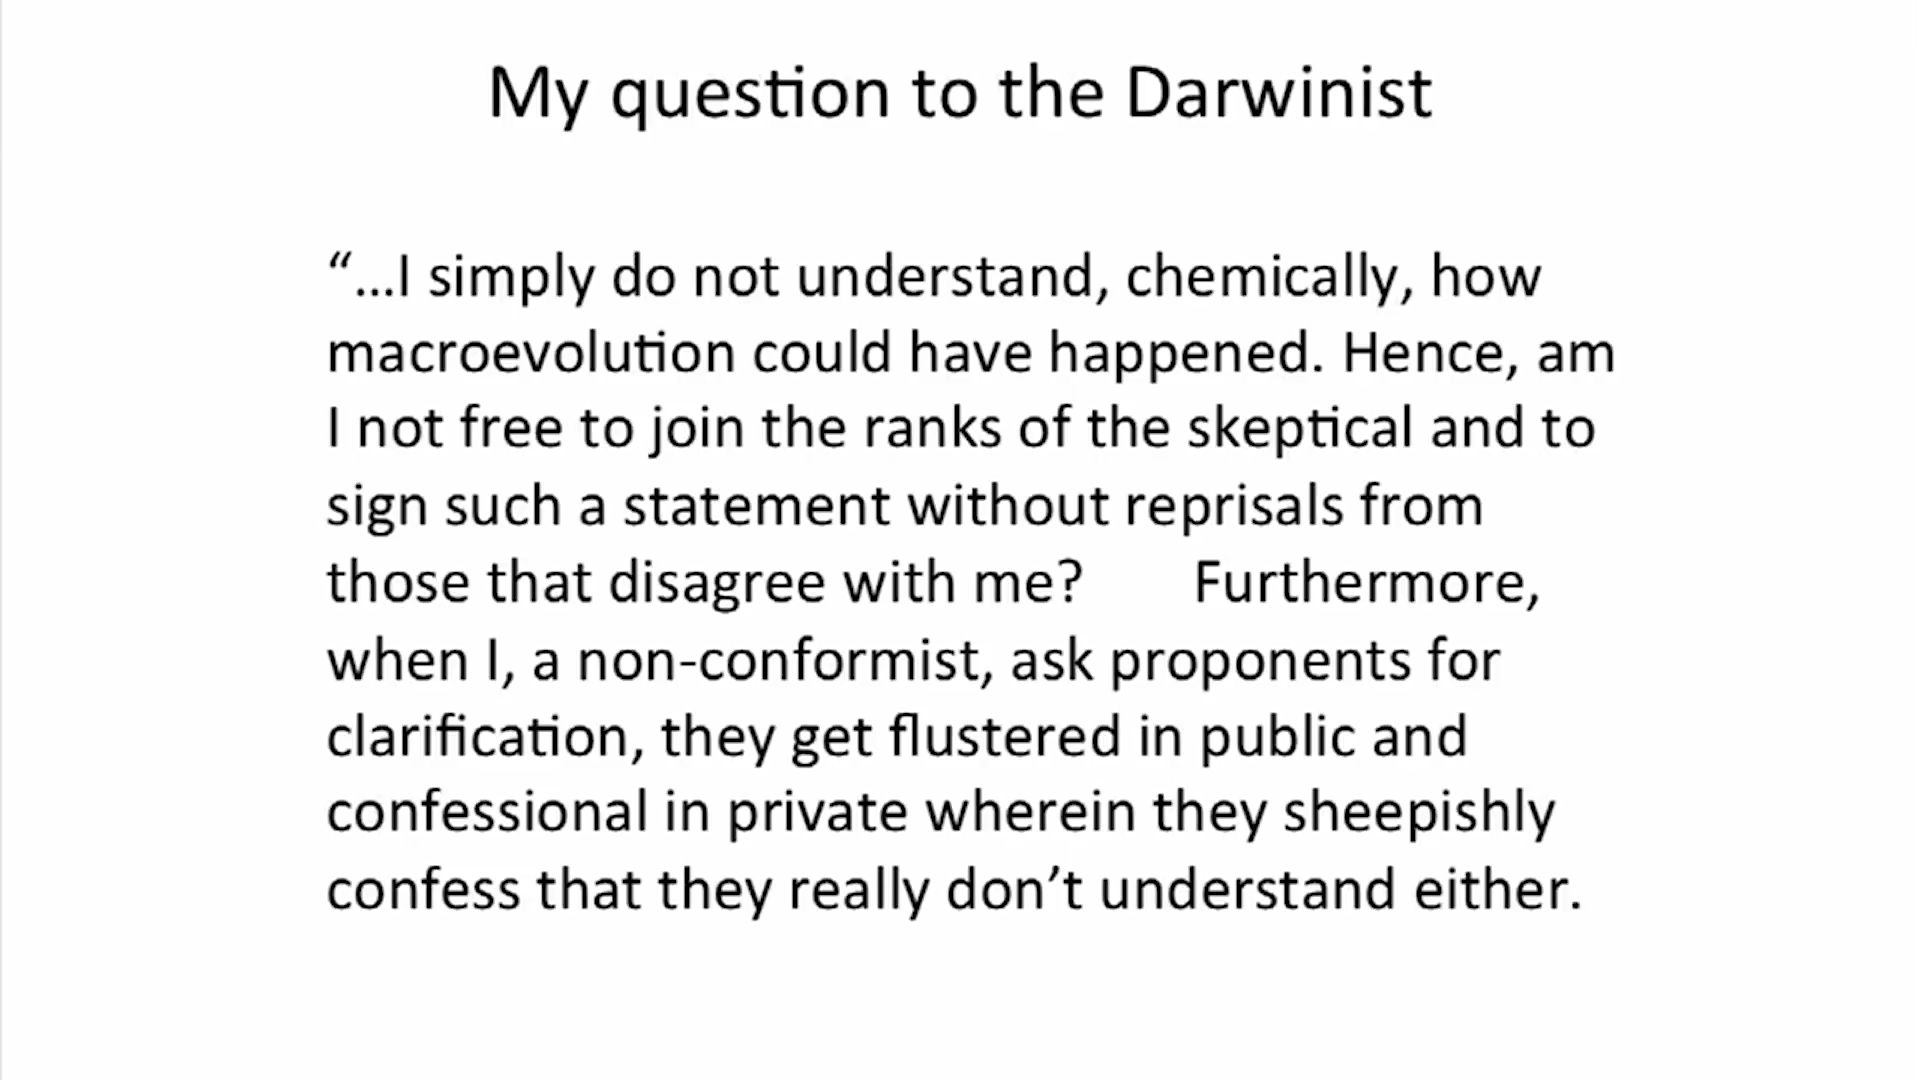 My question to the Darwinist
“...I simply do not understand, chemically, how
macroevolution could have happened. Hence, am
I not free to join the ranks of the skeptical and to
sign such a statement without reprisals from
those that disagree with me? Furthermore,
when I, a non-conformist, ask proponents for
clarification, they get flustered in public and
confessional in private wherein they sheepishly
confess that they really don’t understand either.